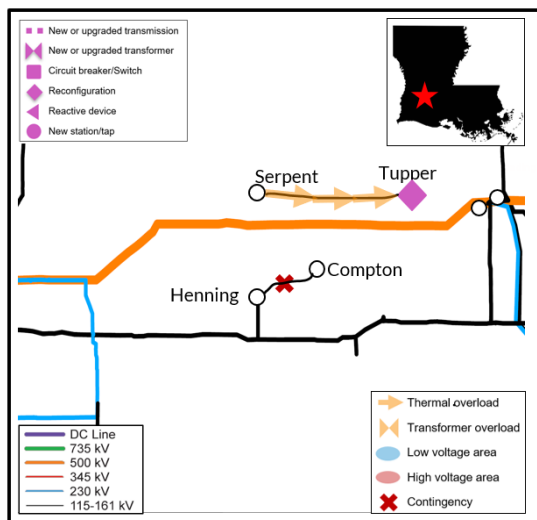 New or upgraded transmission
New or upgraded transformer
Circuit breaker/Switch
Reconfiguration
Reactive device
New station/tap
Serpent
Tupper
Compton
Henning
DC Line
735 kV
500 kV
345 kV
230 kV
115-161 kV
Thermal overload
Transformer overload
Low voltage area
High voltage area
Contingency